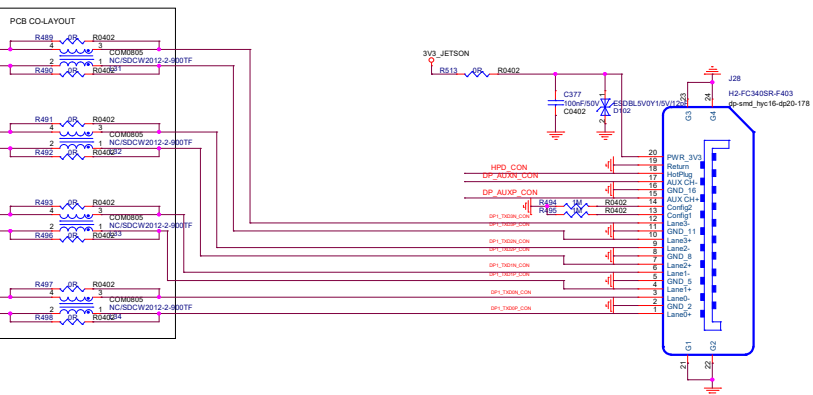 PCB CO-LAYOUT
R489 0R R0402
4 3 COM0805
2 1 NC/SDCW2012-2-900TF
R490 0R R0402
R491 0R R0402
4 3 COM0805
2 1 NC/SDCW2012-2-900TF
R492 0R R0402
R493 0R R0402
4 3 COM0805
2 1 NC/SDCW2012-2-900TF
R496 0R R0402
R497 0R R0402
4 3 COM0805
2 1 NC/SDCW2012-2-900TF
R498 0R R0402
3V3_JETSON
R513 0R R0402
C377
100nF/50V
C0402
1
2
D102
J28
H2-FC340SR-F403
dp-smd_hyc16-dp20-178
23 24
G3 G4
HPD_CON
DP_AUXN_CON
DP_AUXP_CON
R494 1M R0402
R495 1M R0402
DP1_TXD3N_CON
DP1_TXD3P_CON
DP1_TXD2N_CON
DP1_TXD2P_CON
DP1_TXD1N_CON
DP1_TXD1P_CON
DP1_TXD0N_CON
DP1_TXD0P_CON
20 PWR_3V3
19 Return
18 HotPlug
17 AUX CH-
16 GND_16
15 AUX CH+
14 Config2
13 Config1
12 Lane3-
11 GND_11
10 Lane3+
9 Lane2-
8 GND_8
7 Lane2+
6 Lane1-
5 GND_5
4 Lane1+
3 Lane0-
2 GND_2
1 Lane0+
G1 G2
21 22